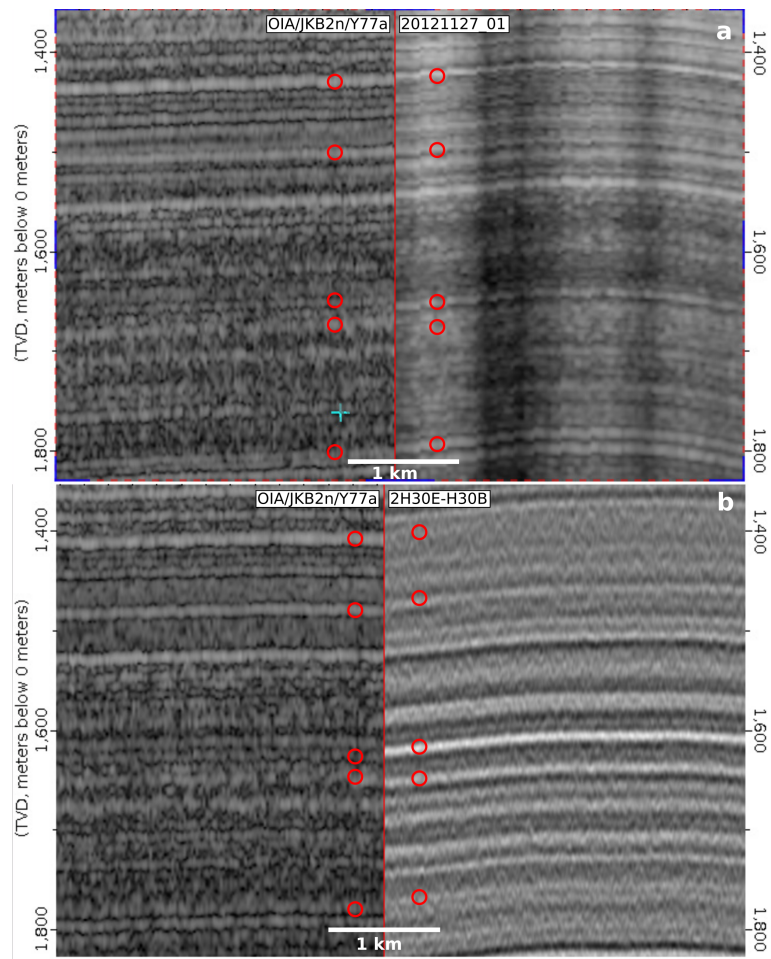 OIA/JKB2n/Y77a 20121127_01 a
1,400 1,400
1,600 1,600
1,800 1,800
(TVD, meters below 0 meters)
1 km
OIA/JKB2n/Y77a 2H30E-H30B b
1,400 1,400
1,600 1,600
1,800 1,800
(TVD, meters below 0 meters)
1 km